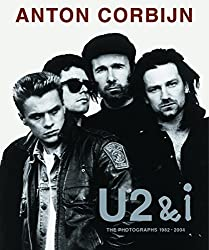 ANTON CORBIJN
U2 & i
THE PHOTOGRAPHS 1982-2004